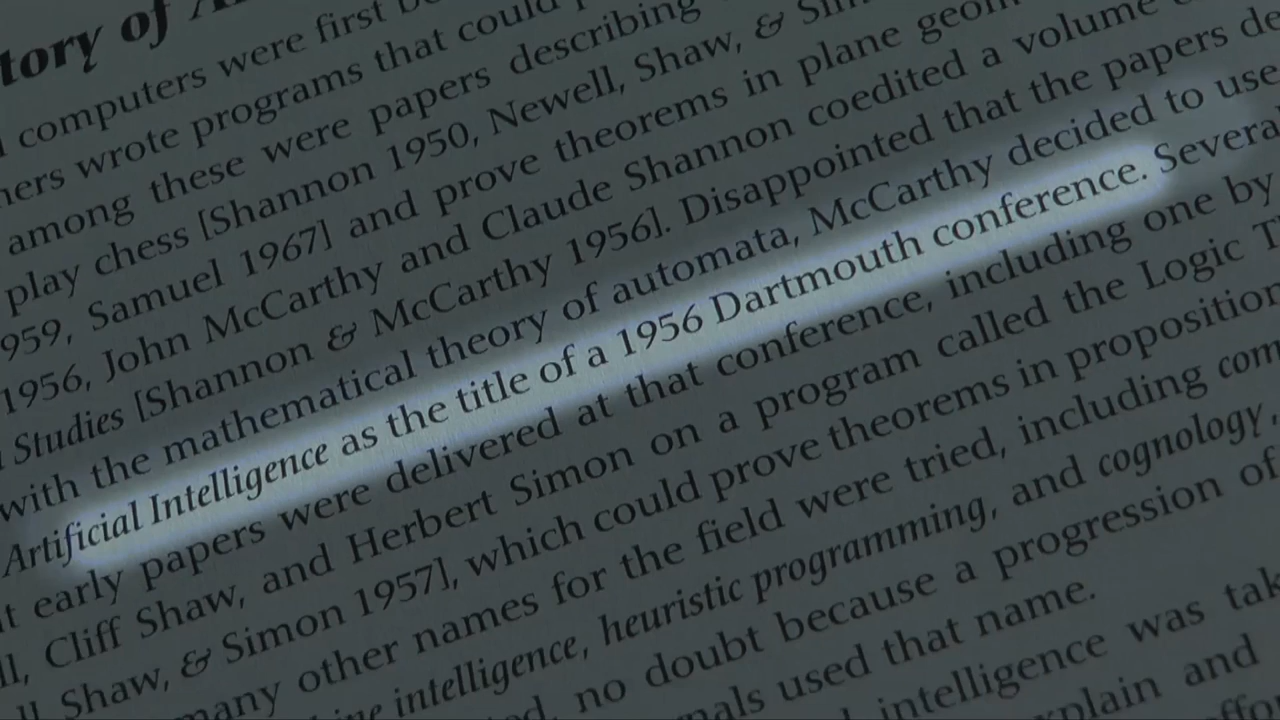 tory of
computers were first
wrote programs that could
among these were papers describing
play chess [Shannon 1950, Newell, Shaw, &
959, Samuel 1967] and prove theorems in plane
1956, John McCarthy and Claude Shannon coedited a volume
Studies [Shannon & McCarthy 1956]. Disappointed that the papers de
with the mathematical theory of automata, McCarthy decided to use
Artificial Intelligence as the title of a 1956 Dartmouth conference. Severa
early papers were delivered at that conference, including one by
Cliff Shaw, and Herbert Simon on a program called the Logic T
Shaw, & Simon 1957], which could prove theorems in proposition
many other names for the field were tried, including com
intelligence, heuristic programming, and cognology,
no doubt because a progression of
used that name.
intelligence was tak
and